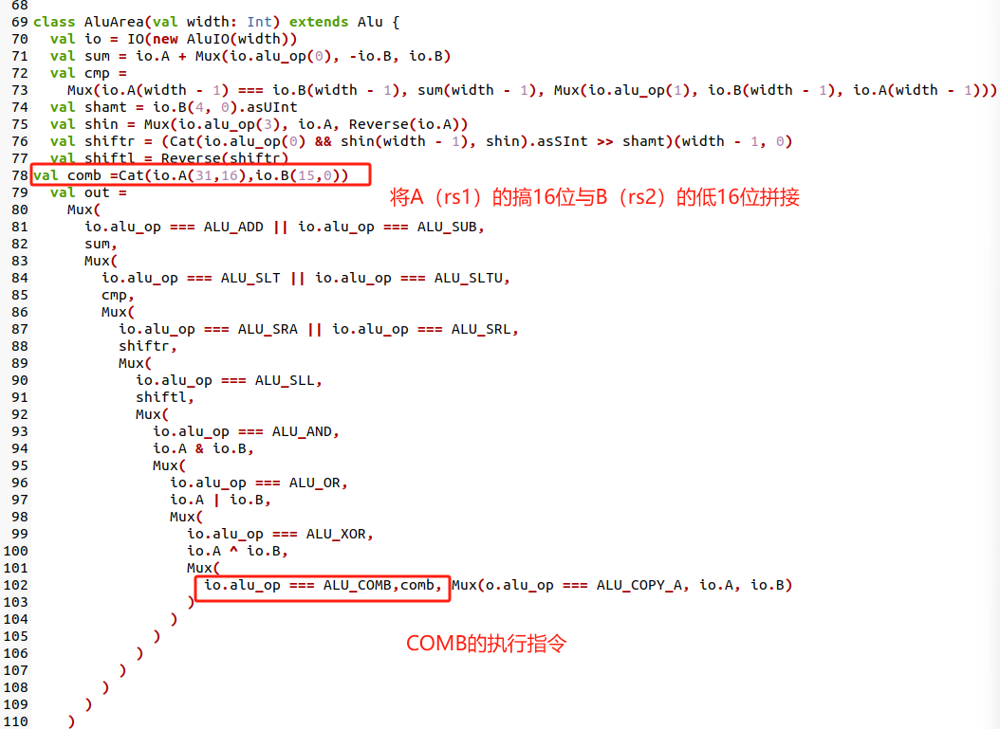 68
69 class AluArea(val width: Int) extends Alu {
70   val io = IO(new AluIO(width))
71   val sum = io.A + Mux(io.alu_op(0), -io.B, io.B)
72   val cmp =
73     Mux(io.A(width - 1) === io.B(width - 1), sum(width - 1), Mux(io.alu_op(1), io.B(width - 1), io.A(width - 1)))
74   val shamt = io.B(4, 0).asUInt
75   val shin = Mux(io.alu_op(3), io.A, Reverse(io.A))
76   val shiftr = (Cat(io.alu_op(0) && shin(width - 1), shin).asSInt >> shamt)(width - 1, 0)
77   val shiftl = Reverse(shiftr)
78 val comb =Cat(io.A(31,16),io.B(15,0))
79   val out =
将A（rs1）的搞16位与B（rs2）的低16位拼接
80     Mux(
81       io.alu_op === ALU_ADD || io.alu_op === ALU_SUB,
82       sum,
83       Mux(
84         io.alu_op === ALU_SLT || io.alu_op === ALU_SLTU,
85         cmp,
86         Mux(
87           io.alu_op === ALU_SRA || io.alu_op === ALU_SRL,
88           shiftr,
89           Mux(
90             io.alu_op === ALU_SLL,
91             shiftl,
92             Mux(
93               io.alu_op === ALU_AND,
94               io.A & io.B,
95               Mux(
96                 io.alu_op === ALU_OR,
97                 io.A | io.B,
98                 Mux(
99                   io.alu_op === ALU_XOR,
100                   io.A ^ io.B,
101                   Mux(
102                     io.alu_op === ALU_COMB,comb, Mux(o.alu_op === ALU_COPY_A, io.A, io.B)
103                   )
104                 )
105               )
COMB的执行指令
106             )
107           )
108         )
109       )
110     )